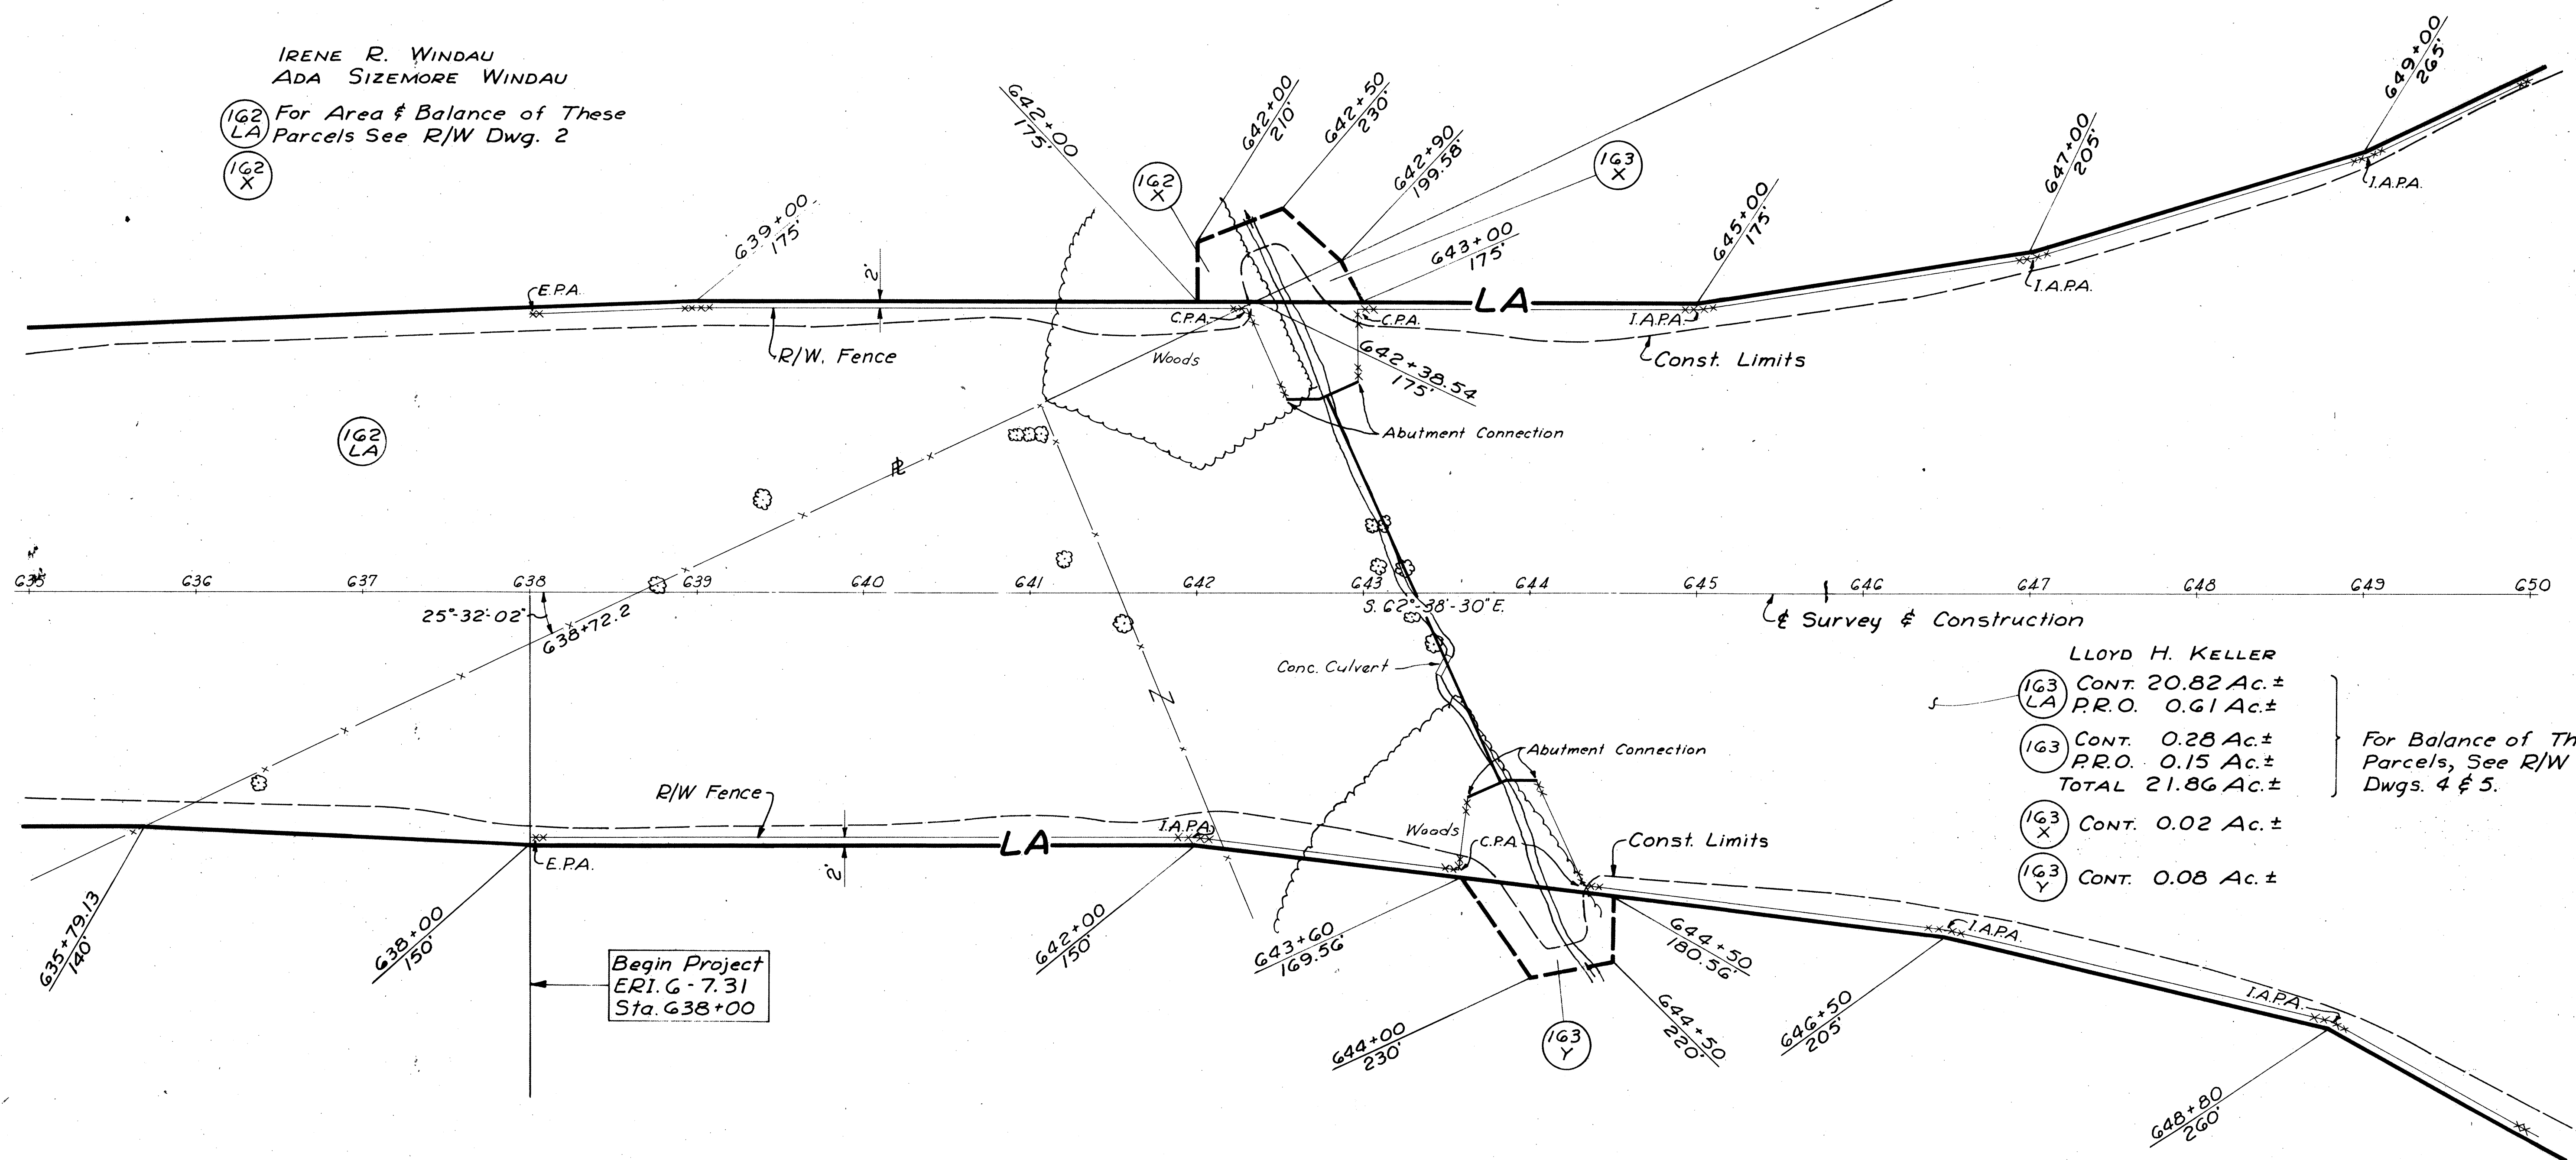 IRENE R. WINDAU
ADA SIZEMORE WINDAU
162 LA
For Area & Balance of These
Parcels See R/W Dwg. 2
162 X
642+00
175'
642+00
210'
642+50
230'
642+90
199.58'
162 X
163 X
643+00
175'
639+00
175'
645+00
175'
647+00
205'
649+00
265'
E.P.A.
2'
C.P.A.
C.P.A.
LA
I.A.P.A.
I.A.P.A.
I.A.P.A.
R/W. Fence
Woods
642+38.54
175'
Const. Limits
162 LA
Abutment Connection
635 636 637 638 639 640 641 642 643 644 645 646 647 648 649 650
25°-32'-02"
638+72.2
S. 62°-38'-30" E.
℄ Survey & Construction
Conc. Culvert
LLOYD H. KELLER
163 LA
CONT. 20.82 AC.±
P.R.O. 0.61 AC.±
163
CONT. 0.28 AC.±
P.R.O. 0.15 AC.±
TOTAL 21.86 AC.±
For Balance of Th
Parcels, See R/W
Dwgs. 4 & 5.
163 X
CONT. 0.02 AC.±
163 Y
CONT. 0.08 AC.±
Abutment Connection
R/W Fence
I.A.P.A.
LA
Woods
C.P.A.
Const. Limits
E.P.A.
2'
635+79.13
140'
638+00
150'
Begin Project
ERI. 6 - 7.31
Sta. 638+00
642+00
150'
643+60
169.56'
644+00
230'
163 Y
644+50
180.56'
644+50
220'
646+50
205'
I.A.P.A.
I.A.P.A.
648+80
260'